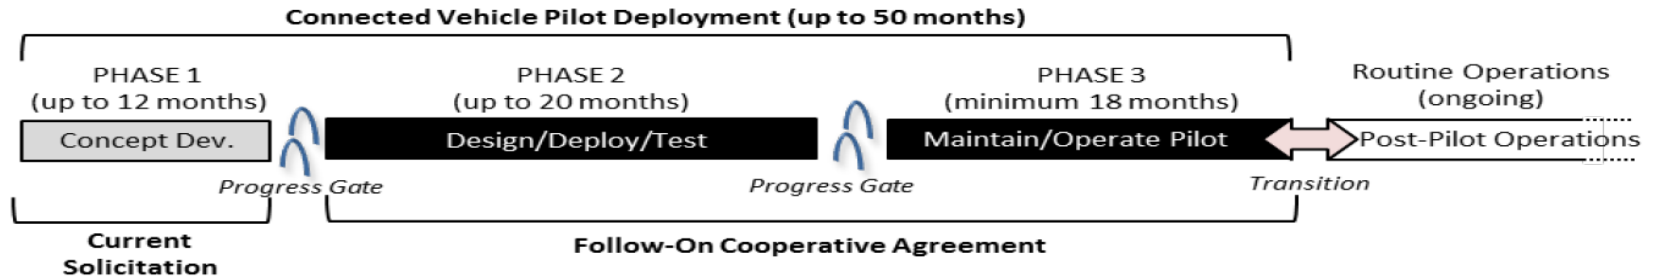 Connected Vehicle Pilot Deployment (up to 50 months)
PHASE 1
(up to 12 months)
Concept Dev.
Progress Gate
PHASE 2
(up to 20 months)
Design/Deploy/Test
Progress Gate
PHASE 3
(minimum 18 months)
Maintain/Operate Pilot
Transition
Routine Operations
(ongoing)
Post-Pilot Operations
Current
Solicitation
Follow-On Cooperative Agreement